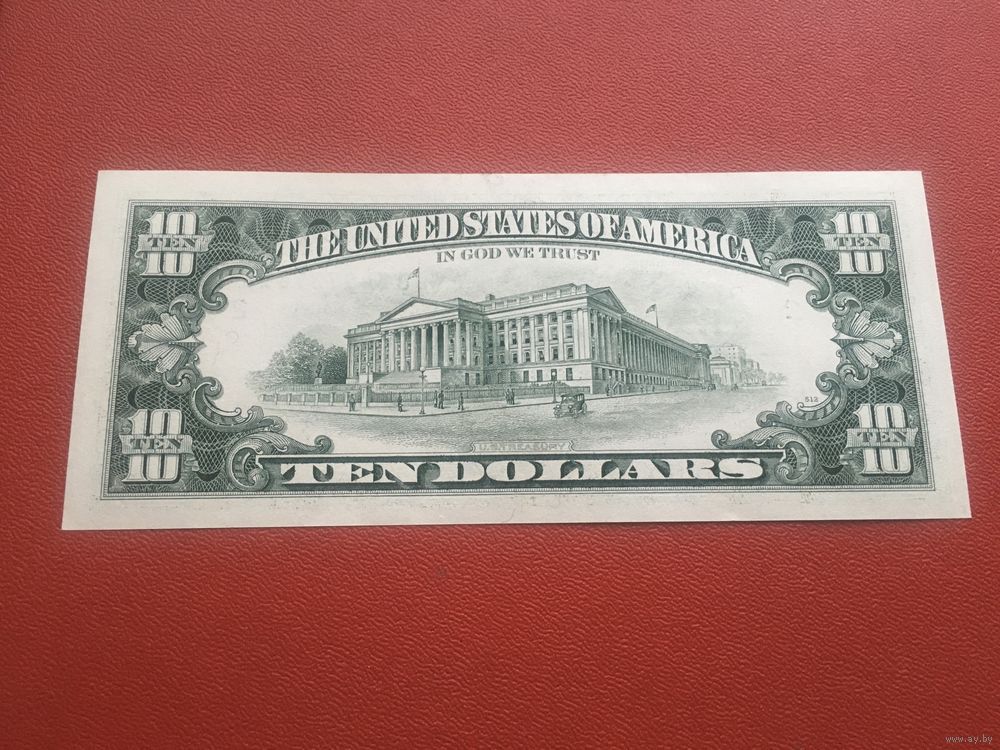 10 10
TEN TEN
10 10
THE UNITED STATES OF AMERICA
IN GOD WE TRUST
512
10 10
TEN TEN
10 10
U.S. TREASURY
TEN DOLLARS
www.ay.by